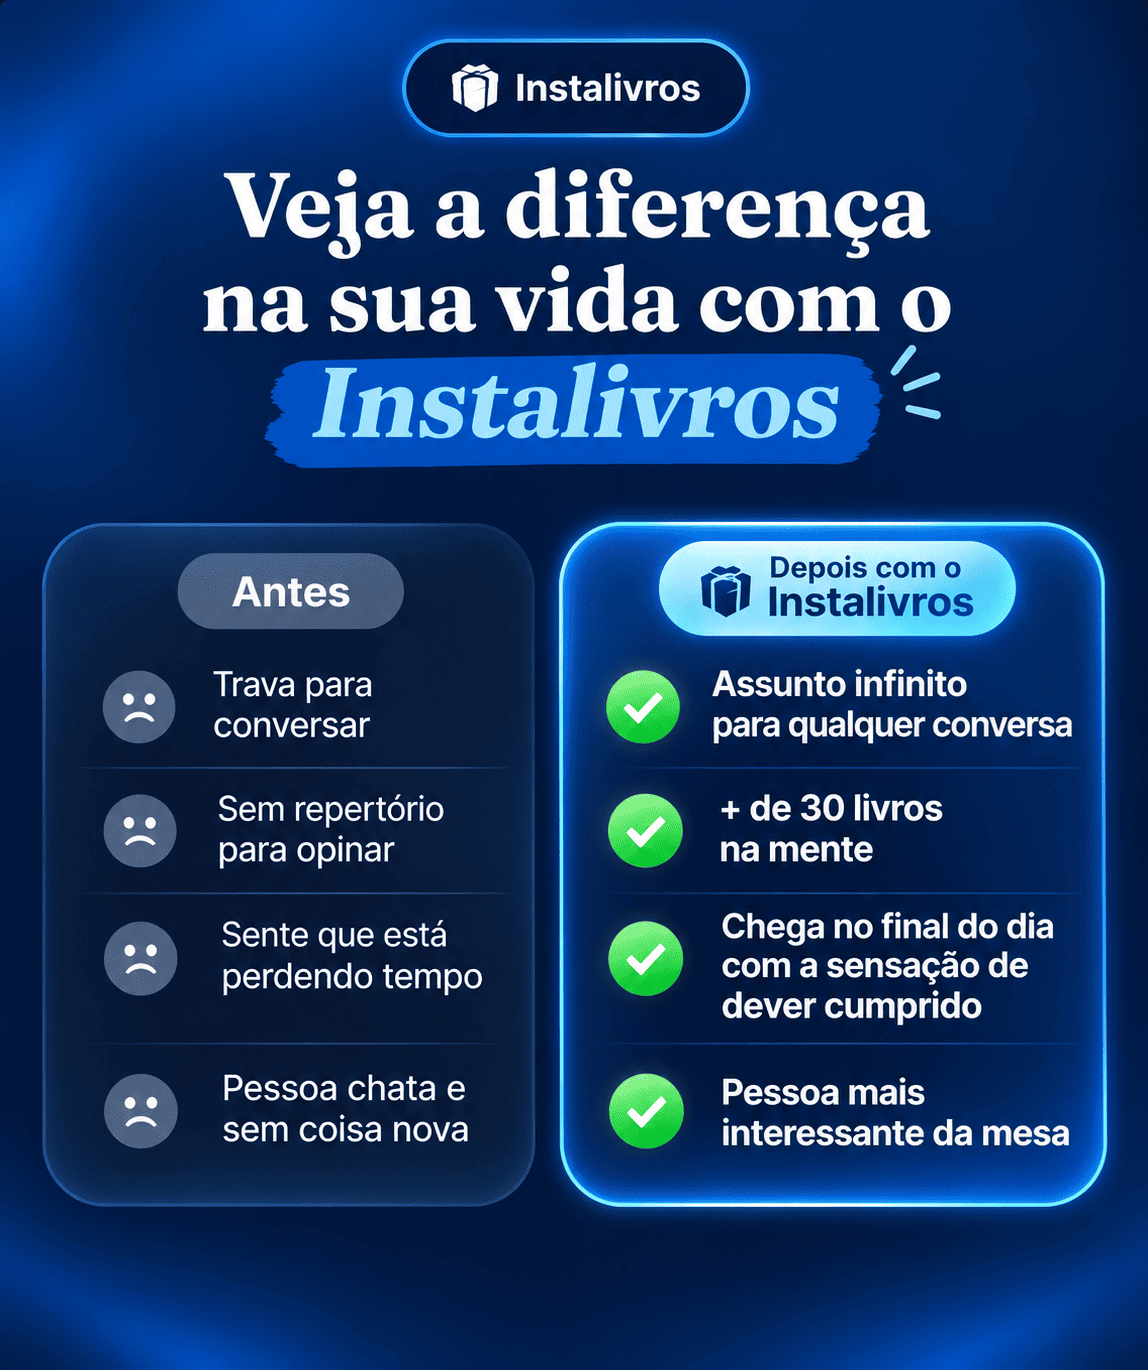 Instalivros
Veja a diferença
na sua vida com o
Instalivros
Antes
Trava para
conversar
Sem repertório
para opinar
Sente que está
perdendo tempo
Pessoa chata e
sem coisa nova
Depois com o
Instalivros
Assunto infinito
para qualquer conversa
+ de 30 livros
na mente
Chega no final do dia
com a sensação de
dever cumprido
Pessoa mais
interessante da mesa